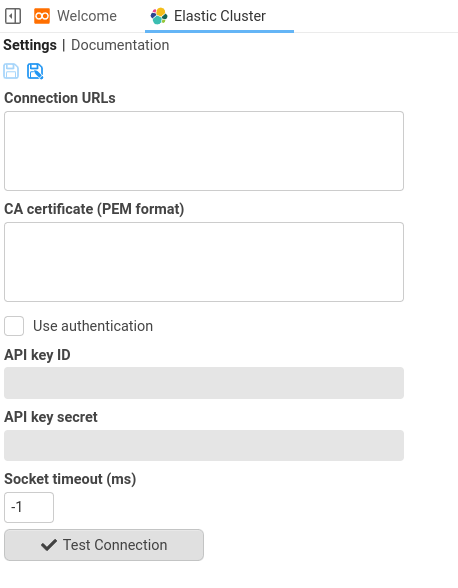 Welcome
Elastic Cluster
Settings | Documentation
Connection URLs
CA certificate (PEM format)
Use authentication
API key ID
API key secret
Socket timeout (ms)
-1
Test Connection